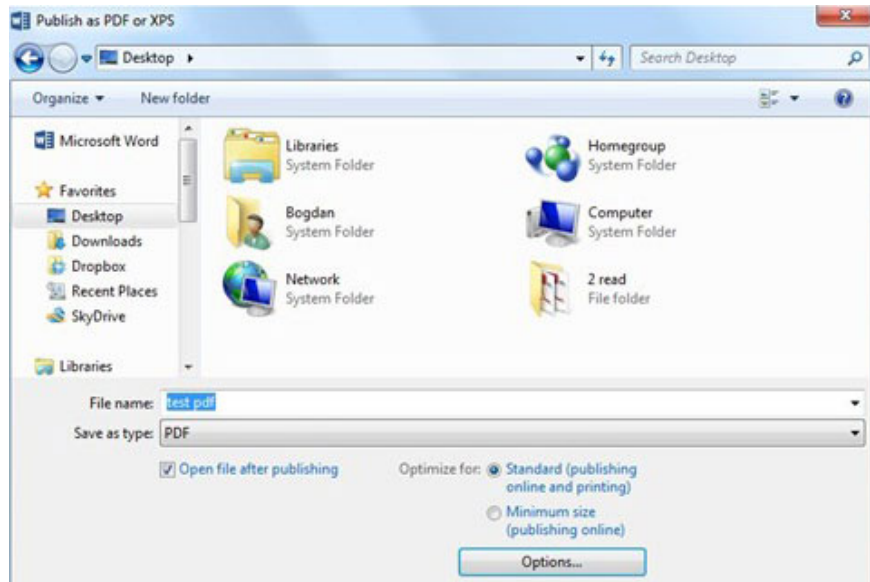 Publish as PDF or XPS
Desktop
Search Desktop
Organize
New folder
Microsoft Word
Favorites
Desktop
Downloads
Dropbox
Recent Places
SkyDrive
Libraries
Libraries
System Folder
Homegroup
System Folder
Bogdan
System Folder
Computer
System Folder
Network
System Folder
2 read
File folder
File name: test pdf
Save as type: PDF
Open file after publishing
Optimize for: Standard (publishing
online and printing)
Minimum size
(publishing online)
Options...